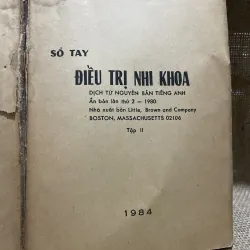 SỔ TAY
ĐIỀU TRỊ NHI KHOA
DỊCH TỪ NGUYÊN BẢN TIẾNG ANH
Ấn bản lần thứ 2 — 1980
Nhà xuất bản Little, Brown and Company
BOSTON, MASSACHUSETTS 02106
Tập II
1984